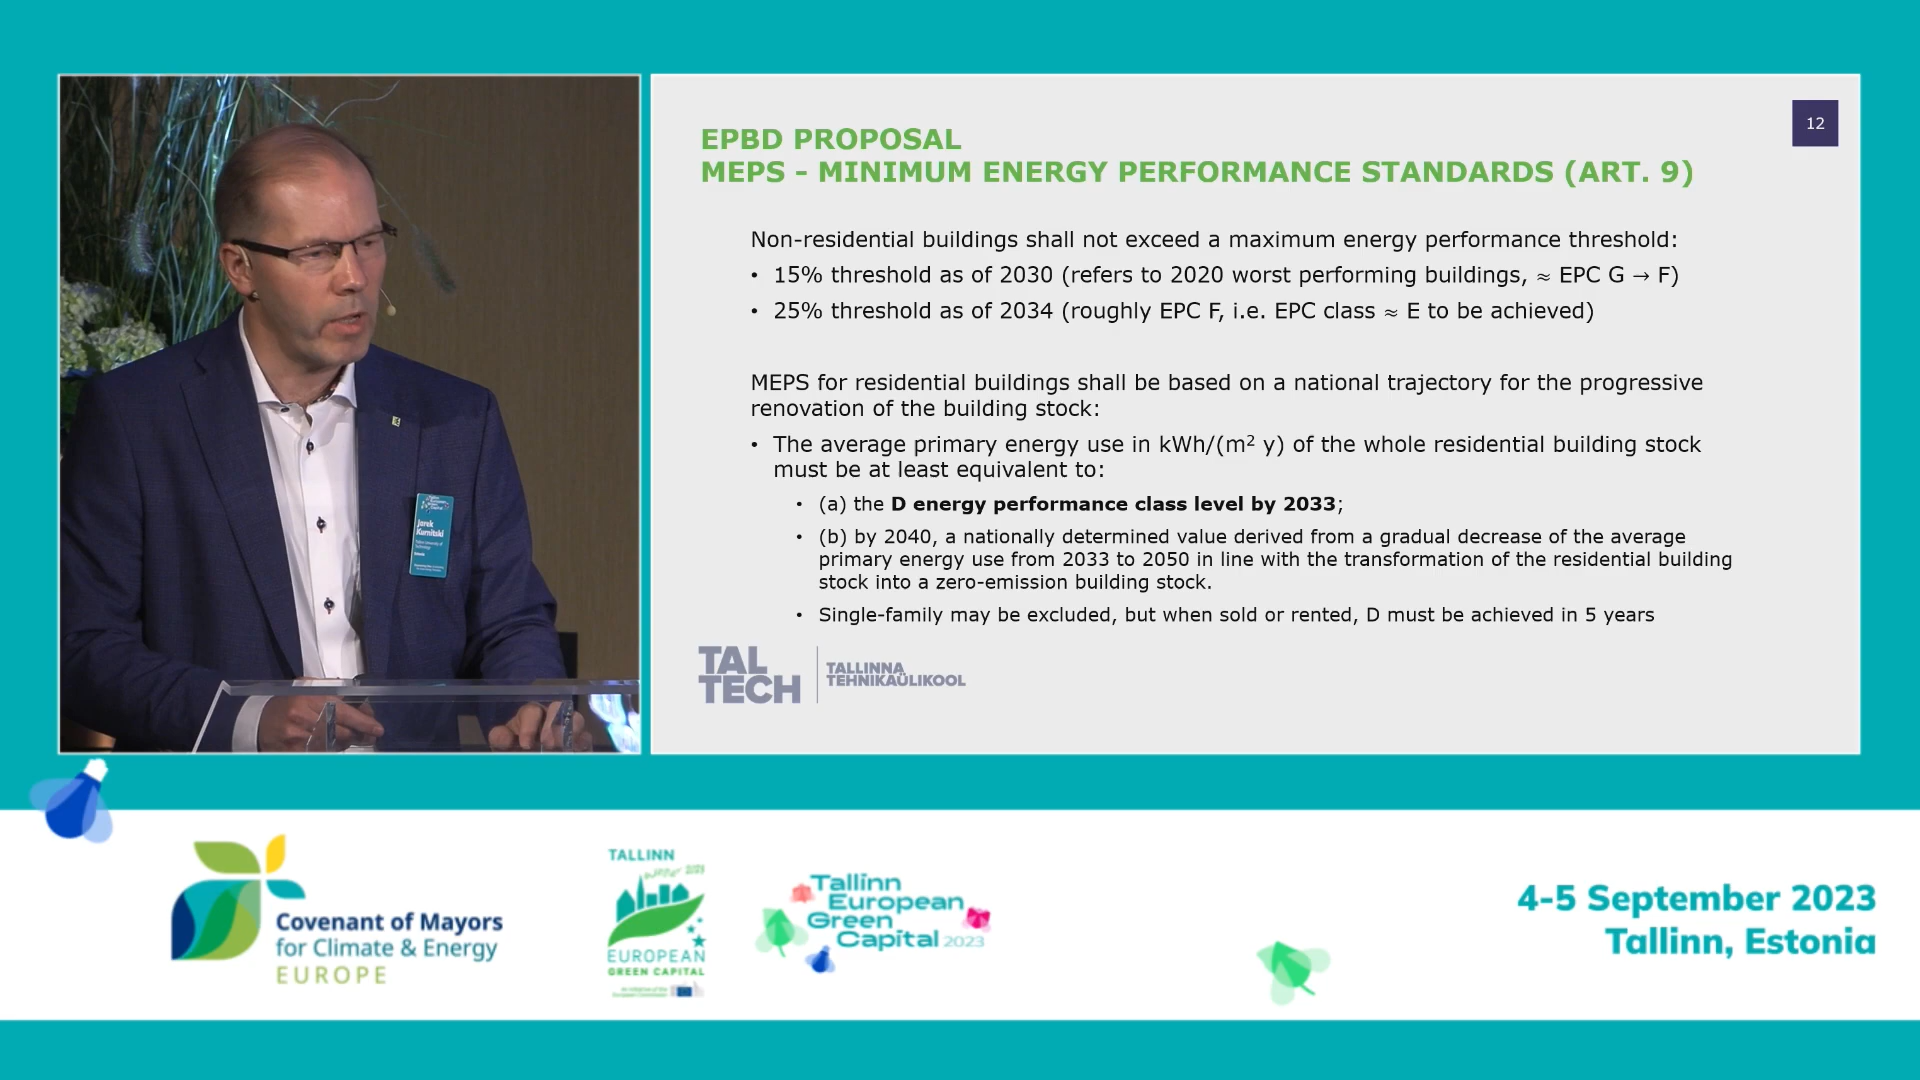 12
EPBD PROPOSAL
MEPS – MINIMUM ENERGY PERFORMANCE STANDARDS (ART. 9)
Non-residential buildings shall not exceed a maximum energy performance threshold:
• 15% threshold as of 2030 (refers to 2020 worst performing buildings, ≈ EPC G → F)
• 25% threshold as of 2034 (roughly EPC F, i.e. EPC class ≈ E to be achieved)
MEPS for residential buildings shall be based on a national trajectory for the progressive
renovation of the building stock:
• The average primary energy use in kWh/(m² y) of the whole residential building stock
must be at least equivalent to:
• (a) the D energy performance class level by 2033;
• (b) by 2040, a nationally determined value derived from a gradual decrease of the average
primary energy use from 2033 to 2050 in line with the transformation of the residential building
stock into a zero-emission building stock.
• Single-family may be excluded, but when sold or rented, D must be achieved in 5 years
TAL
TECH
TALLINNA
TEHNIKAÜLIKOOL
Jarek
Kurnitski
Covenant of Mayors
for Climate & Energy
EUROPE
TALLINN
2023
EUROPEAN
GREEN CAPITAL
Tallinn
European
Green
Capital 2023
4-5 September 2023
Tallinn, Estonia